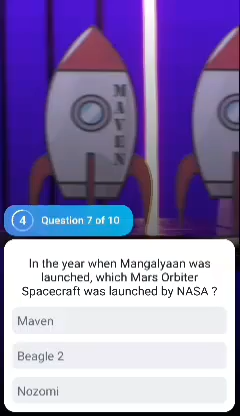 MAVEN
4 Question 7 of 10
In the year when Mangalyaan was
launched, which Mars Orbiter
Spacecraft was launched by NASA ?
Maven
Beagle 2
Nozomi